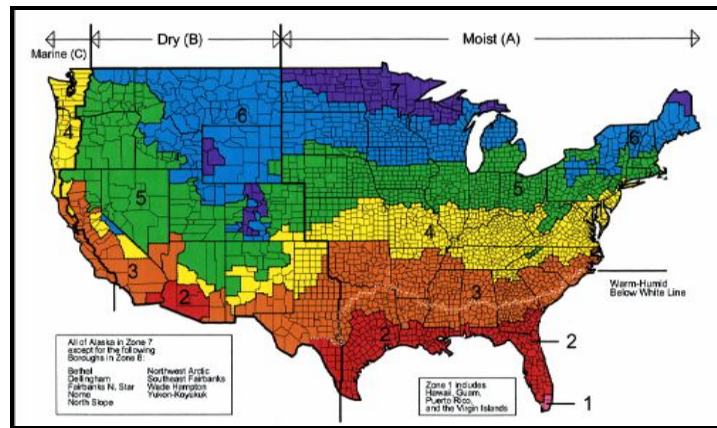 Marine (C)
Dry (B)
Moist (A)
7
6
6
4
5
5
4
3
3
2
2
Warm-Humid
Below White Line
2
1
All of Alaska in Zone 7
except for the following
Boroughs in Zone 8:
Bethel
Northwest Arctic
Dellingham
Southeast Fairbanks
Fairbanks N. Star
Wade Hampton
Nome
Yukon-Koyukuk
North Slope
Zone 1 includes
Hawaii, Guam,
Puerto Rico,
and the Virgin Islands